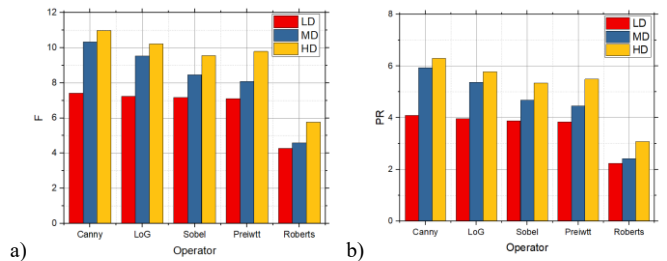 12
10
8
6
4
2
0
F
LD
MD
HD
Canny
LoG
Sobel
Preiwtt
Roberts
Operator
a)
8
6
4
2
0
PR
LD
MD
HD
Canny
LoG
Sobel
Preiwtt
Roberts
Operator
b)